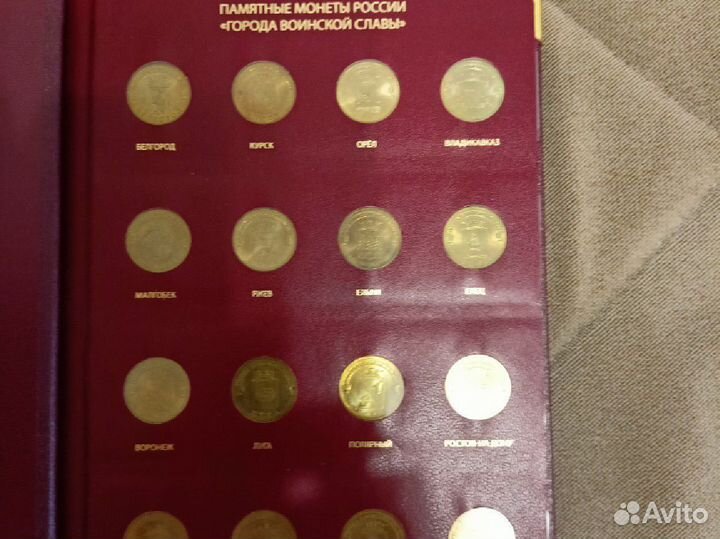 ПАМЯТНЫЕ МОНЕТЫ РОССИИ
«ГОРОДА ВОИНСКОЙ СЛАВЫ»
БЕЛГОРОД КУРСК ОРЁЛ ВЛАДИКАВКАЗ
МАЛГОБЕК РЖЕВ ЕЛЬНЯ ЕЛЕЦ
ВОРОНЕЖ ЛУГА ПОЛЯРНЫЙ РОСТОВ-НА-ДОНУ
Avito